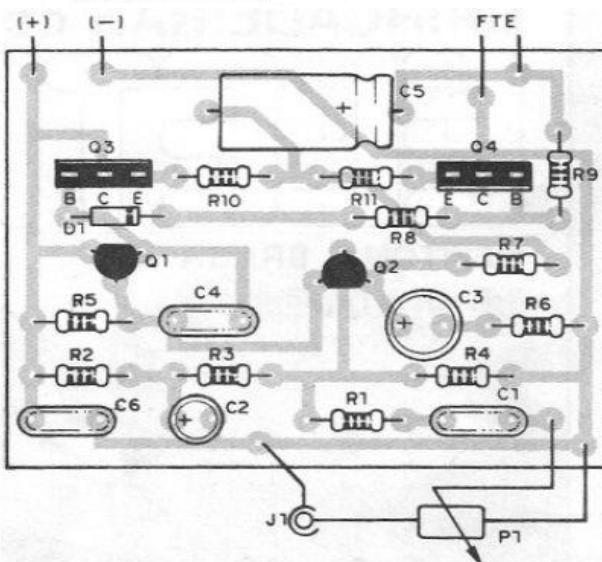 (+) (-) FTE
C5
Q3 Q4
R9
B C E E C B
R10 R11
D1 R8
Q1 Q2 R7
C4 C3
R5 + R6
R2 R3 R4
C6 + C2 R1 C1
+
J1 P1